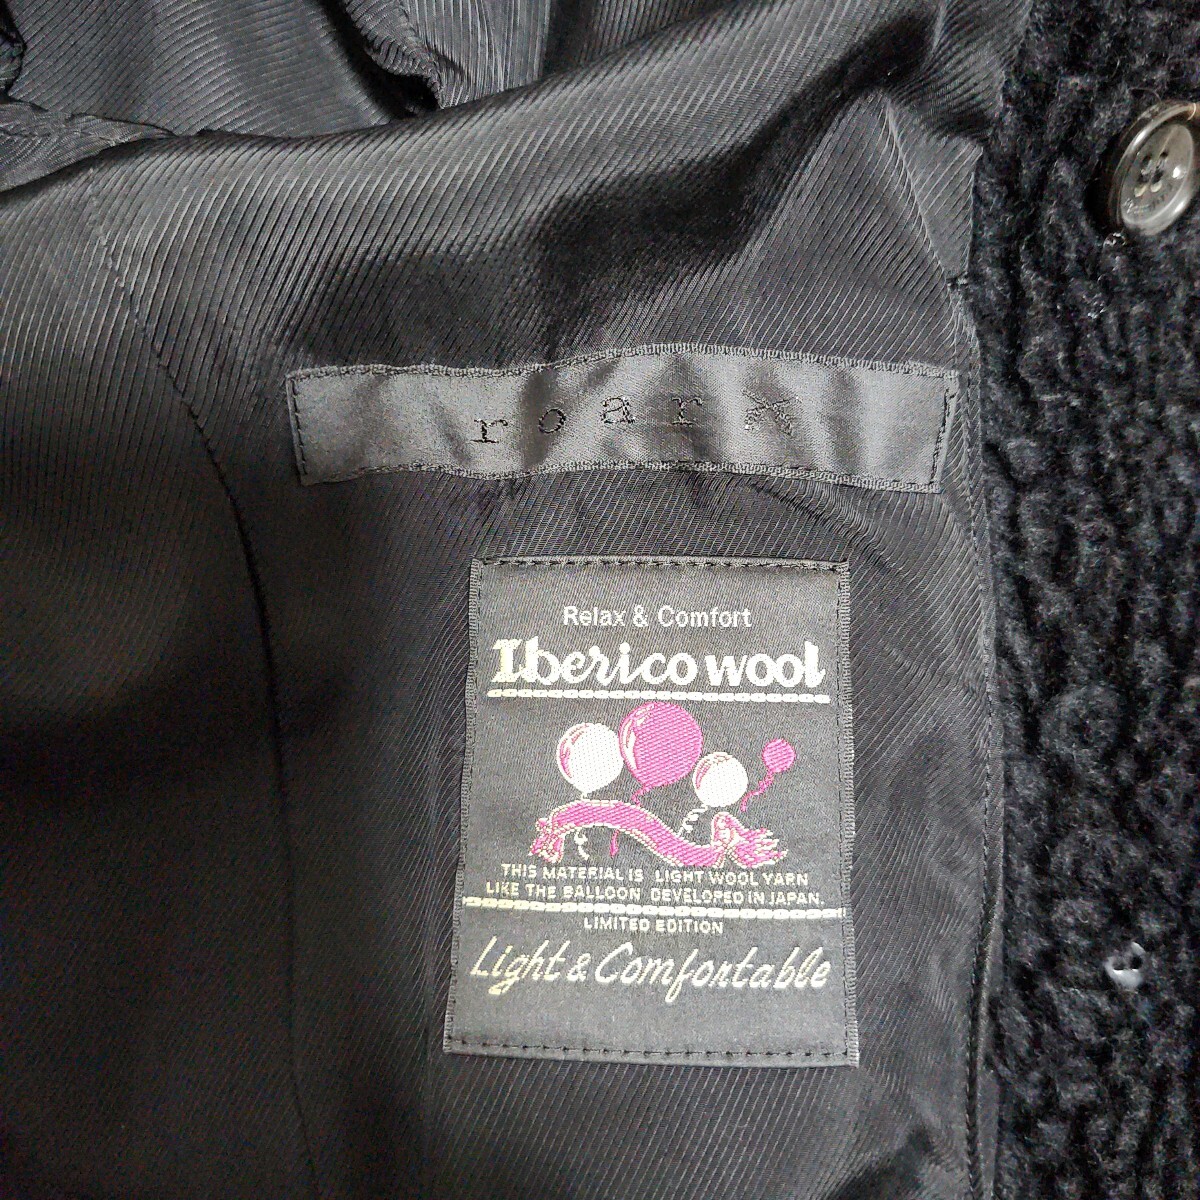 roar
Relax & Comfort
Iberico wool
THIS MATERIAL IS LIGHT WOOL YARN
LIKE THE BALLOON DEVELOPED IN JAPAN.
LIMITED EDITION
Light & Comfortable